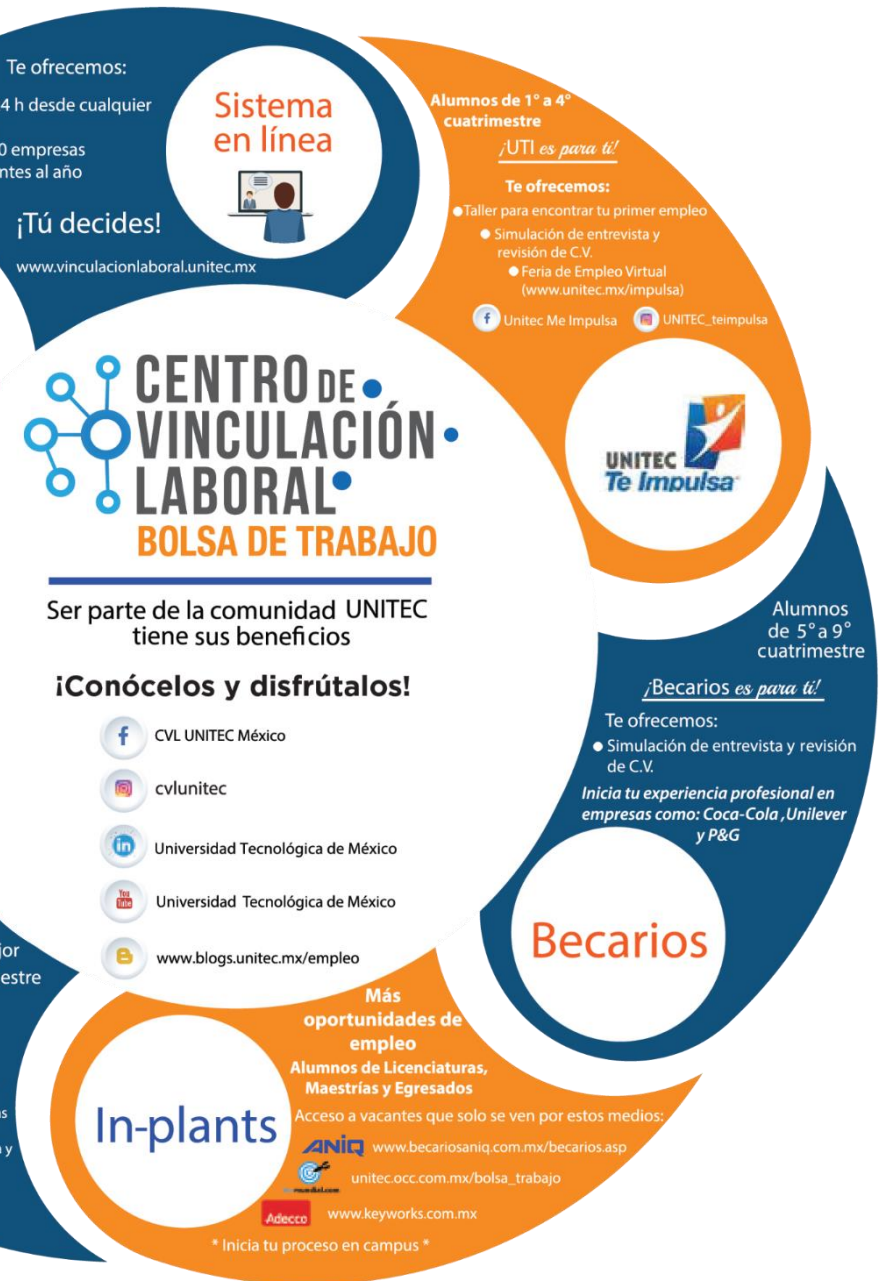 Te ofrecemos:
4 h desde cualquier
0 empresas
ntes al año
¡Tú decides!
www.vinculacionlaboral.unitec.mx
Sistema
en línea
Alumnos de 1° a 4°
cuatrimestre
¡UTI es para ti!
Te ofrecemos:
●Taller para encontrar tu primer empleo
● Simulación de entrevista y
revisión de C.V.
● Feria de Empleo Virtual
(www.unitec.mx/impulsa)
Unitec Me Impulsa UNITEC_teimpulsa
UNITEC
Te Impulsa
CENTRO DE
VINCULACIÓN
LABORAL
BOLSA DE TRABAJO
Ser parte de la comunidad UNITEC
tiene sus beneficios
¡Conócelos y disfrútalos!
CVL UNITEC México
cvlunitec
Universidad Tecnológica de México
You
Tube
Universidad Tecnológica de México
www.blogs.unitec.mx/empleo
Alumnos
de 5°a 9°
cuatrimestre
¡Becarios es para ti!
Te ofrecemos:
● Simulación de entrevista y revisión
de C.V.
Inicia tu experiencia profesional en
empresas como: Coca-Cola ,Unilever
y P&G
Becarios
jor
estre
as
n y
In-plants
Más
oportunidades de
empleo
Alumnos de Licenciaturas,
Maestrías y Egresados
Acceso a vacantes que solo se ven por estos medios:
ANIQ www.becariosaniq.com.mx/becarios.asp
unitec.occ.com.mx/bolsa_trabajo
Adecco www.keyworks.com.mx
* Inicia tu proceso en campus *